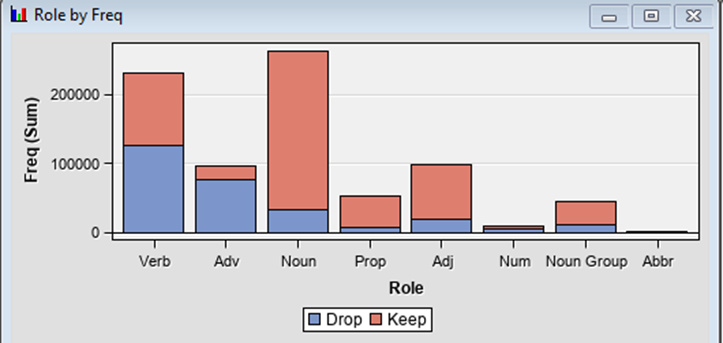 Role by Freq
Freq (Sum)
200000
100000
0
Verb Adv Noun Prop Adj Num Noun Group Abbr
Role
Drop Keep